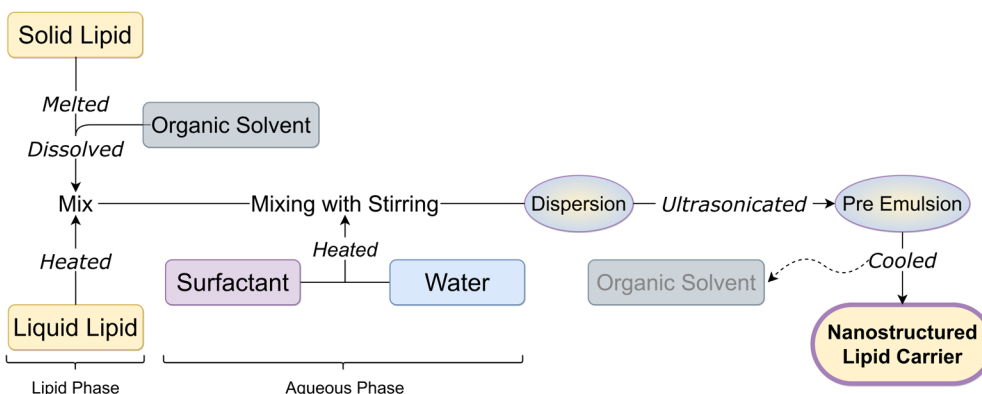 Solid Lipid
Melted
Organic Solvent
Dissolved
Mix
Mixing with Stirring
Dispersion
Ultrasonicated
Pre Emulsion
Heated
Heated
Cooled
Surfactant
Water
Organic Solvent
Liquid Lipid
Nanostructured
Lipid Carrier
Lipid Phase
Aqueous Phase